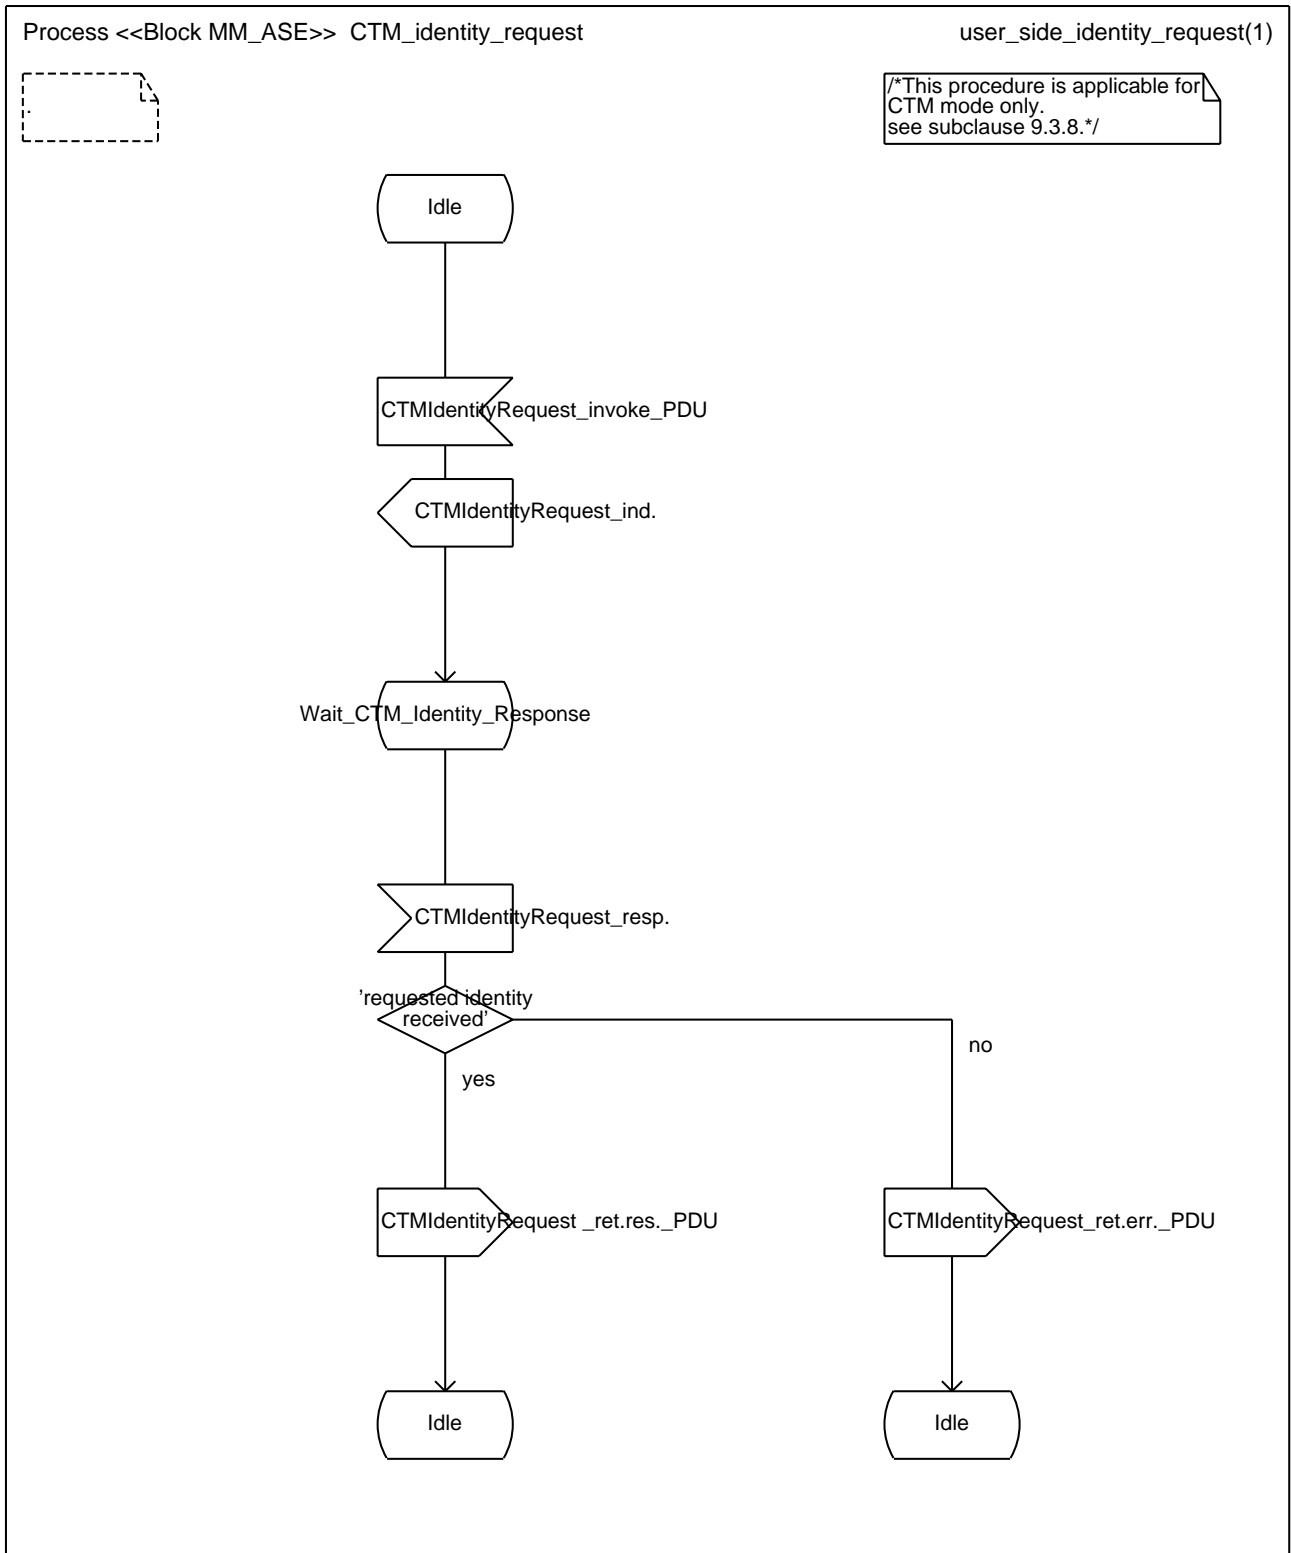 Process <<Block MM_ASE>> CTM_identity_request
user_side_identity_request(1)
.
/*This procedure is applicable for
CTM mode only.
see subclause 9.3.8.*/
Idle
CTMIdentityRequest_invoke_PDU
CTMIdentityRequest_ind.
Wait_CTM_Identity_Response
CTMIdentityRequest_resp.
’requested identity
received’
no
yes
CTMIdentityRequest _ret.res._PDU
CTMIdentityRequest_ret.err._PDU
Idle
Idle